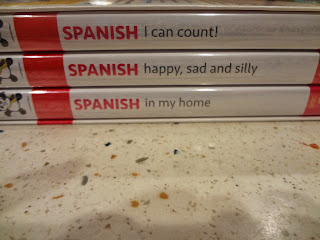 SPANISH I can count!
SPANISH happy, sad and silly
SPANISH in my home